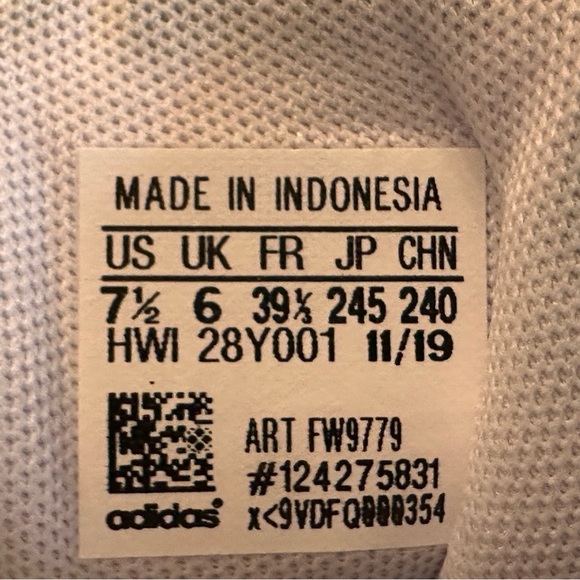 MADE IN INDONESIA
US UK FR JP CHN
7½ 6 39⅓ 245 240
HWI 28Y001 11/19
ART FW9779
#124275831
adidas® x<9VDFQ000354